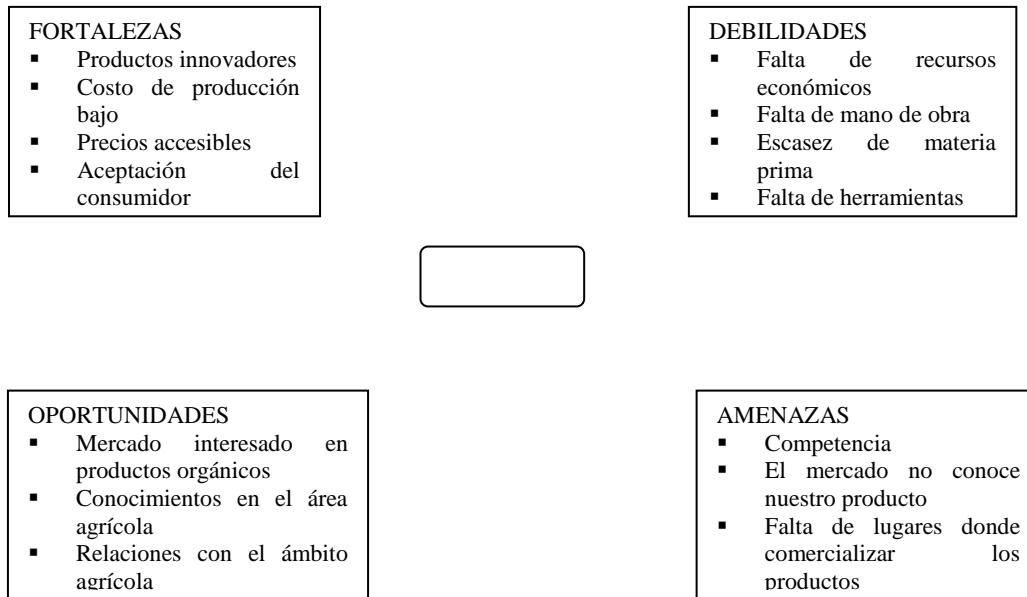 FORTALEZAS
▪ Productos innovadores
▪ Costo de producción
bajo
▪ Precios accesibles
▪ Aceptación del
consumidor
DEBILIDADES
▪ Falta de recursos
económicos
▪ Falta de mano de obra
▪ Escasez de materia
prima
▪ Falta de herramientas
OPORTUNIDADES
▪ Mercado interesado en
productos orgánicos
▪ Conocimientos en el área
agrícola
▪ Relaciones con el ámbito
agrícola
AMENAZAS
▪ Competencia
▪ El mercado no conoce
nuestro producto
▪ Falta de lugares donde
comercializar los
productos